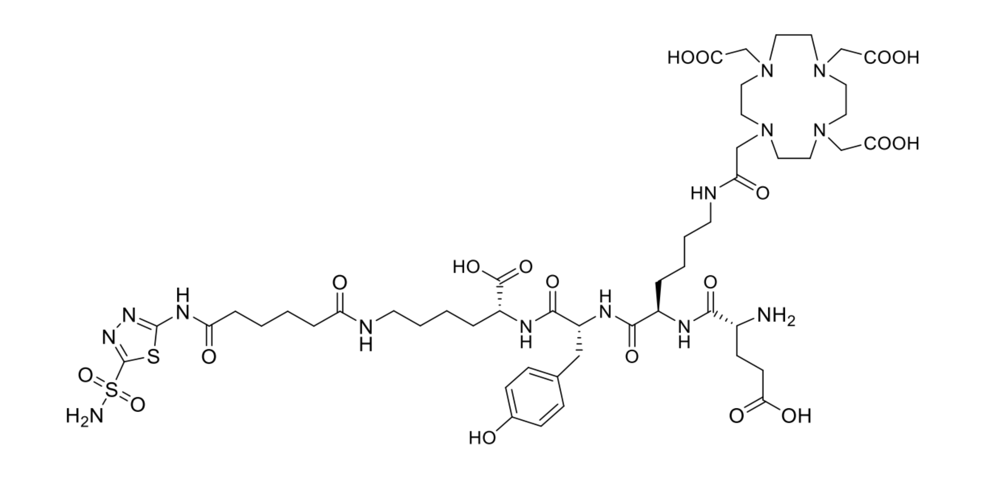 HOOC N N COOH
N N COOH
HN O
HO O
O O H O
H N N NH2
N N N N
N H H H
S O O
O S O
H2N O OH
HO